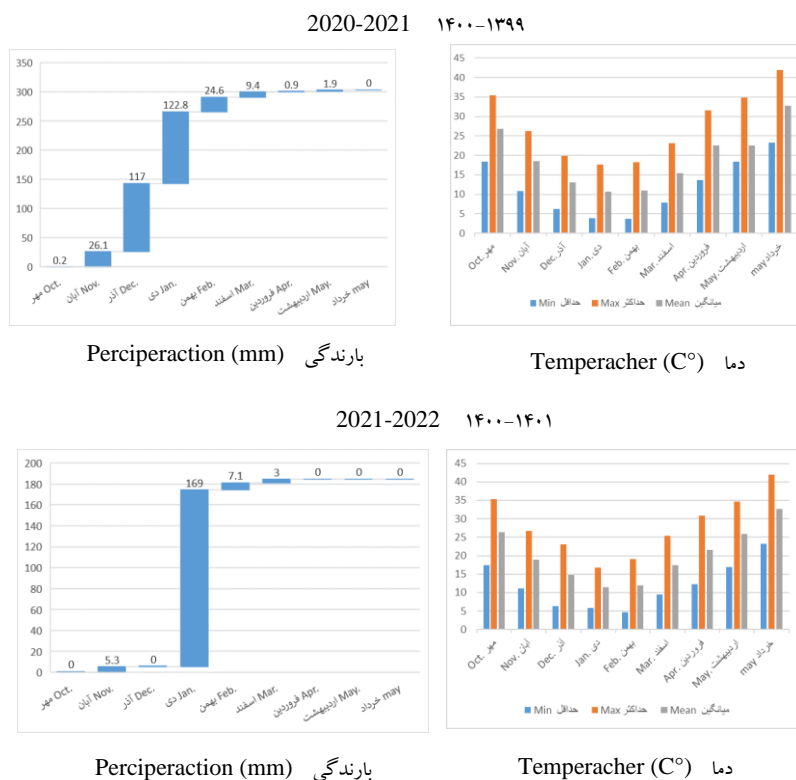 2020-2021 ۱۳۹۹-۱۴۰۰
350
300
250
200
150
100
50
0
0.2
26.1
117
122.8
24.6
9.4
0.9
1.9
0
مهر Oct.
آبان Nov.
آذر Dec.
دی Jan.
بهمن Feb.
اسفند Mar.
فروردین Apr.
اردیبهشت May.
خرداد may
بارندگی Perciperaction (mm)
45
40
35
30
25
20
15
10
5
0
مهر Oct.
آبان Nov.
آذر Dec.
دی Jan.
بهمن Feb.
اسفند Mar.
فروردین Apr.
اردیبهشت May.
خرداد may
حداقل Min
حداکثر Max
میانگین Mean
دما Temperacher (C°)
2021-2022 ۱۴۰۰-۱۴۰۱
200
180
160
140
120
100
80
60
40
20
0
0
5.3
0
169
7.1
3
0
0
0
مهر Oct.
آبان Nov.
آذر Dec.
دی Jan.
بهمن Feb.
اسفند Mar.
فروردین Apr.
اردیبهشت May.
خرداد may
بارندگی Perciperaction (mm)
45
40
35
30
25
20
15
10
5
0
مهر Oct.
آبان Nov.
آذر Dec.
دی Jan.
بهمن Feb.
اسفند Mar.
فروردین Apr.
اردیبهشت May.
خرداد may
حداقل Min
حداکثر Max
میانگین Mean
دما Temperacher (C°)